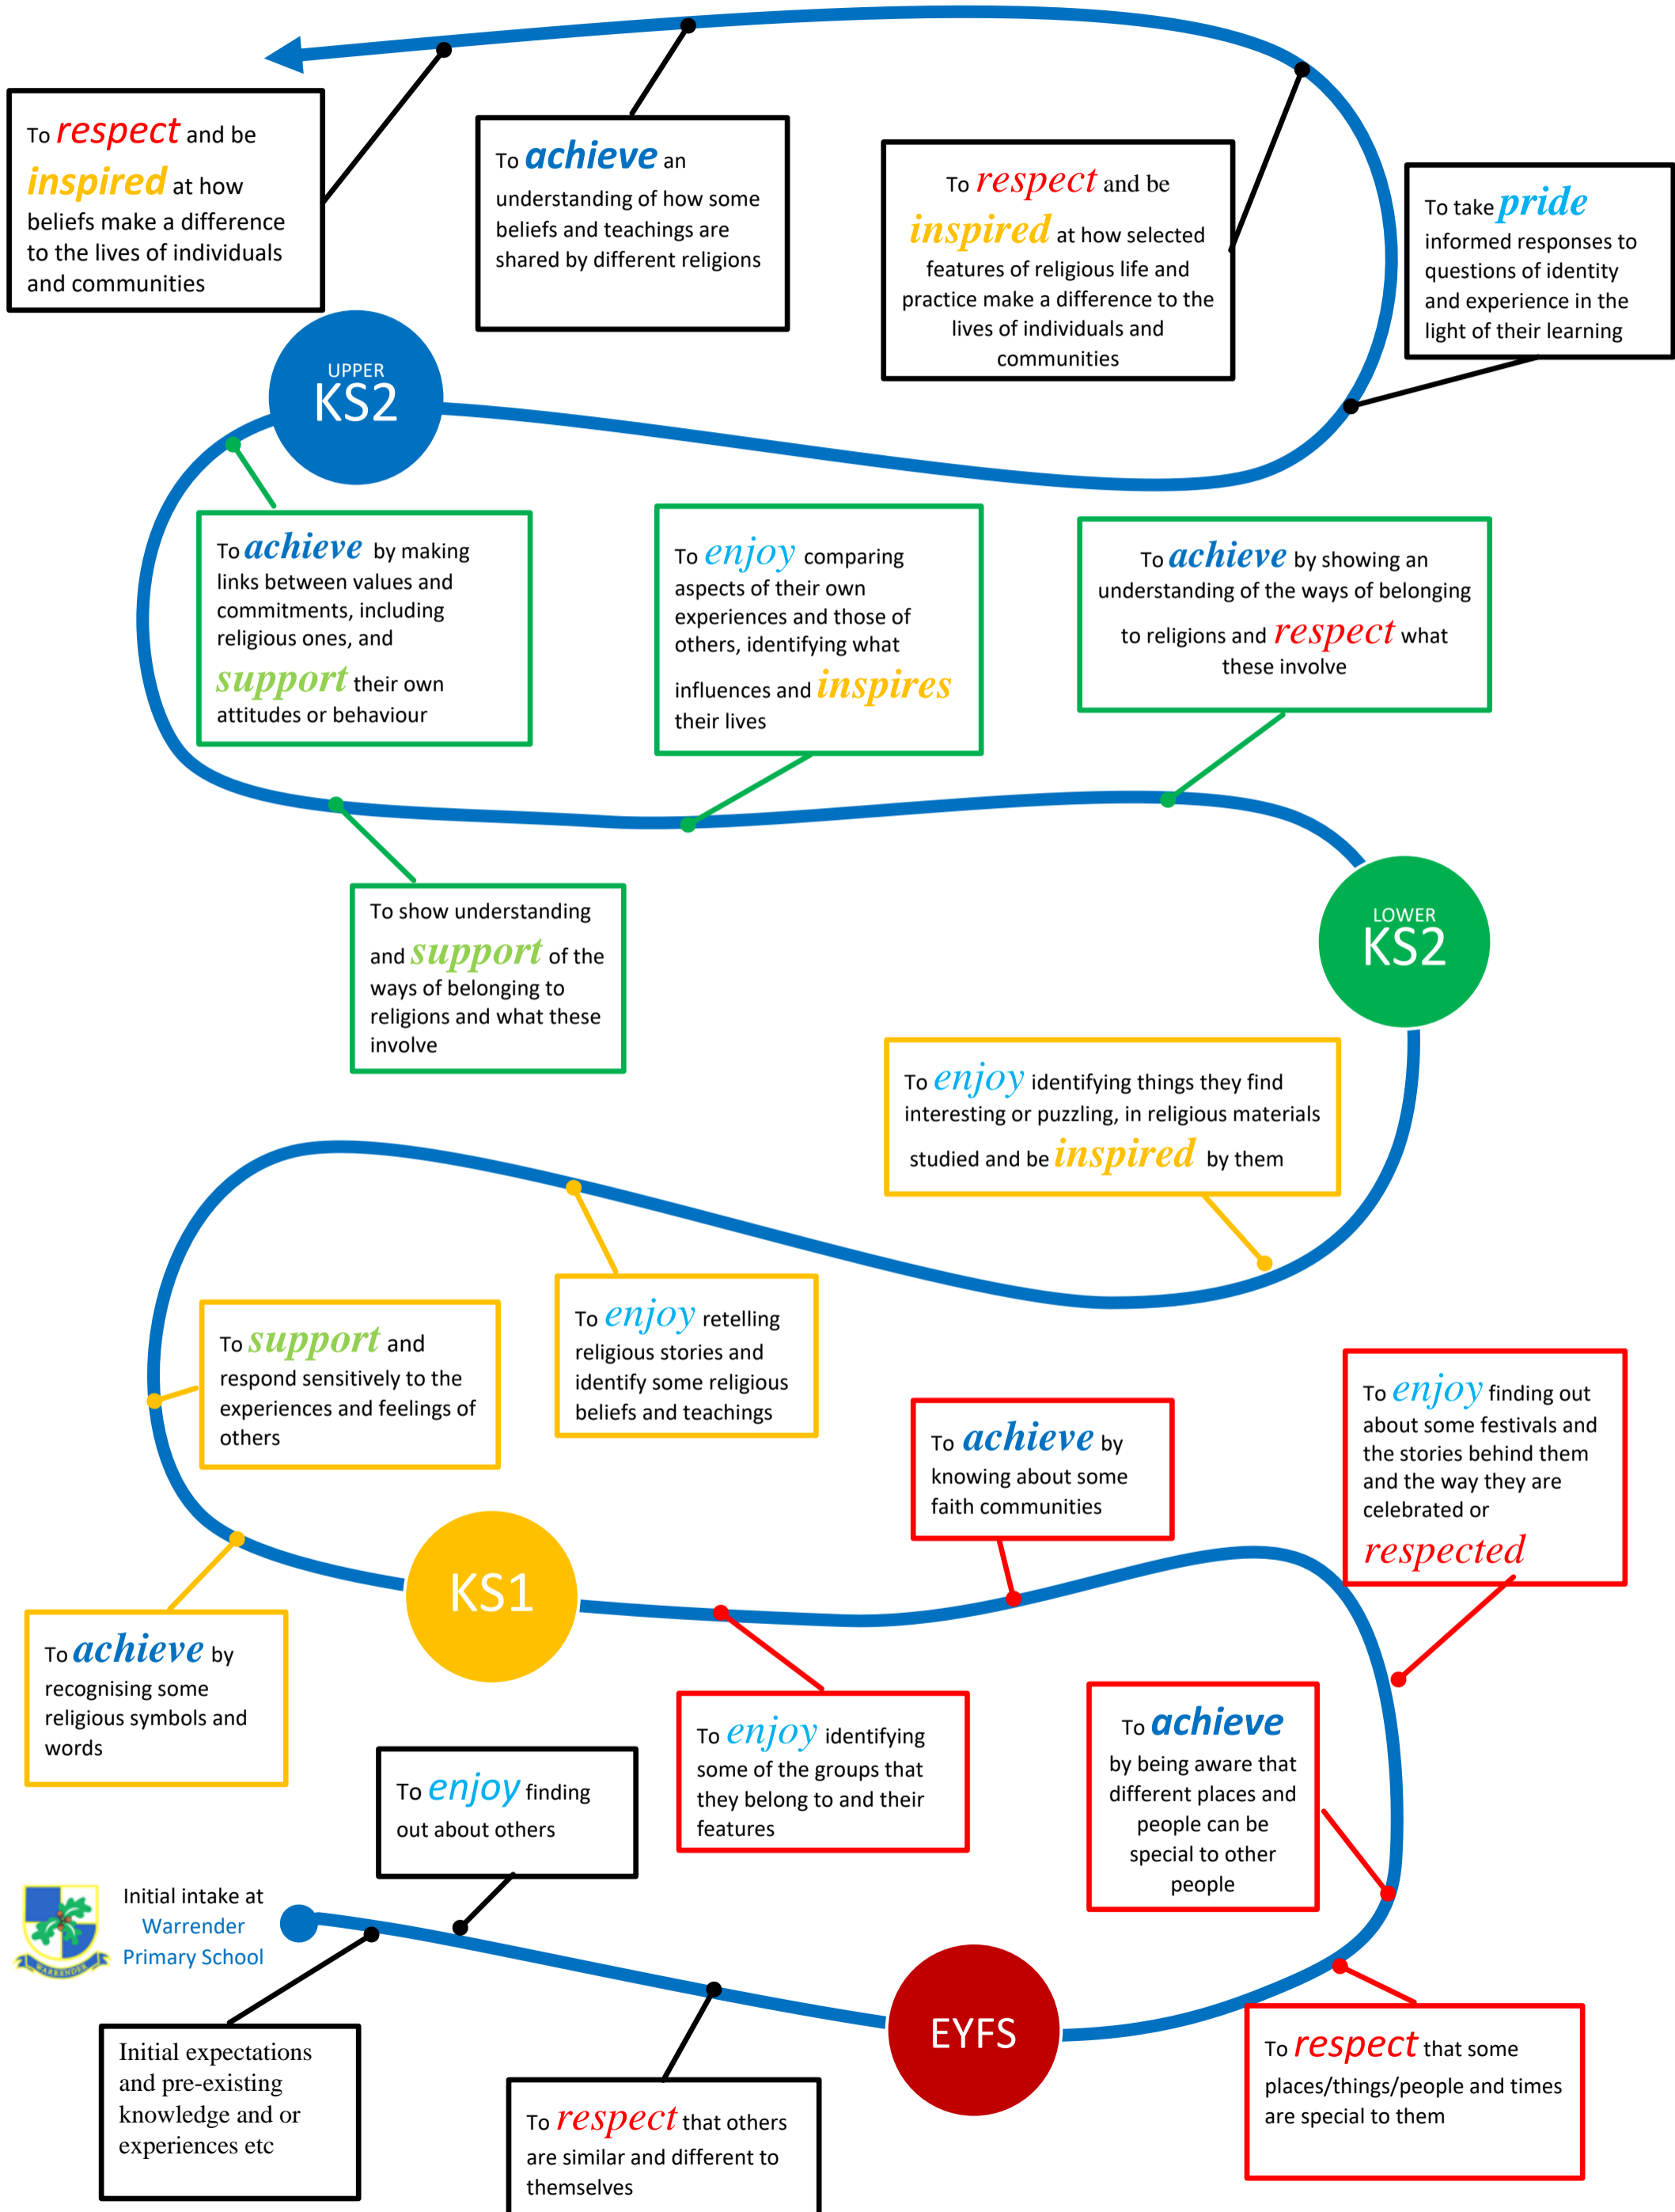 To respect and be
inspired at how
beliefs make a difference
to the lives of individuals
and communities
To achieve an
understanding of how some
beliefs and teachings are
shared by different religions
To respect and be
inspired at how selected
features of religious life and
practice make a difference to the
lives of individuals and
communities
To take pride
informed responses to
questions of identity
and experience in the
light of their learning
UPPER
KS2
To achieve by making
links between values and
commitments, including
religious ones, and
support their own
attitudes or behaviour
To enjoy comparing
aspects of their own
experiences and those of
others, identifying what
influences and inspires
their lives
To achieve by showing an
understanding of the ways of belonging
to religions and respect what
these involve
To show understanding
and support of the
ways of belonging to
religions and what these
involve
LOWER
KS2
To enjoy identifying things they find
interesting or puzzling, in religious materials
studied and be inspired by them
To support and
respond sensitively to the
experiences and feelings of
others
To enjoy retelling
religious stories and
identify some religious
beliefs and teachings
To achieve by
knowing about some
faith communities
To enjoy finding out
about some festivals and
the stories behind them
and the way they are
celebrated or
respected
KS1
To achieve by
recognising some
religious symbols and
words
To enjoy finding
out about others
To enjoy identifying
some of the groups that
they belong to and their
features
To achieve
by being aware that
different places and
people can be
special to other
people
WARRENDER
Initial intake at
Warrender
Primary School
EYFS
Initial expectations
and pre-existing
knowledge and or
experiences etc
To respect that others
are similar and different to
themselves
To respect that some
places/things/people and times
are special to them